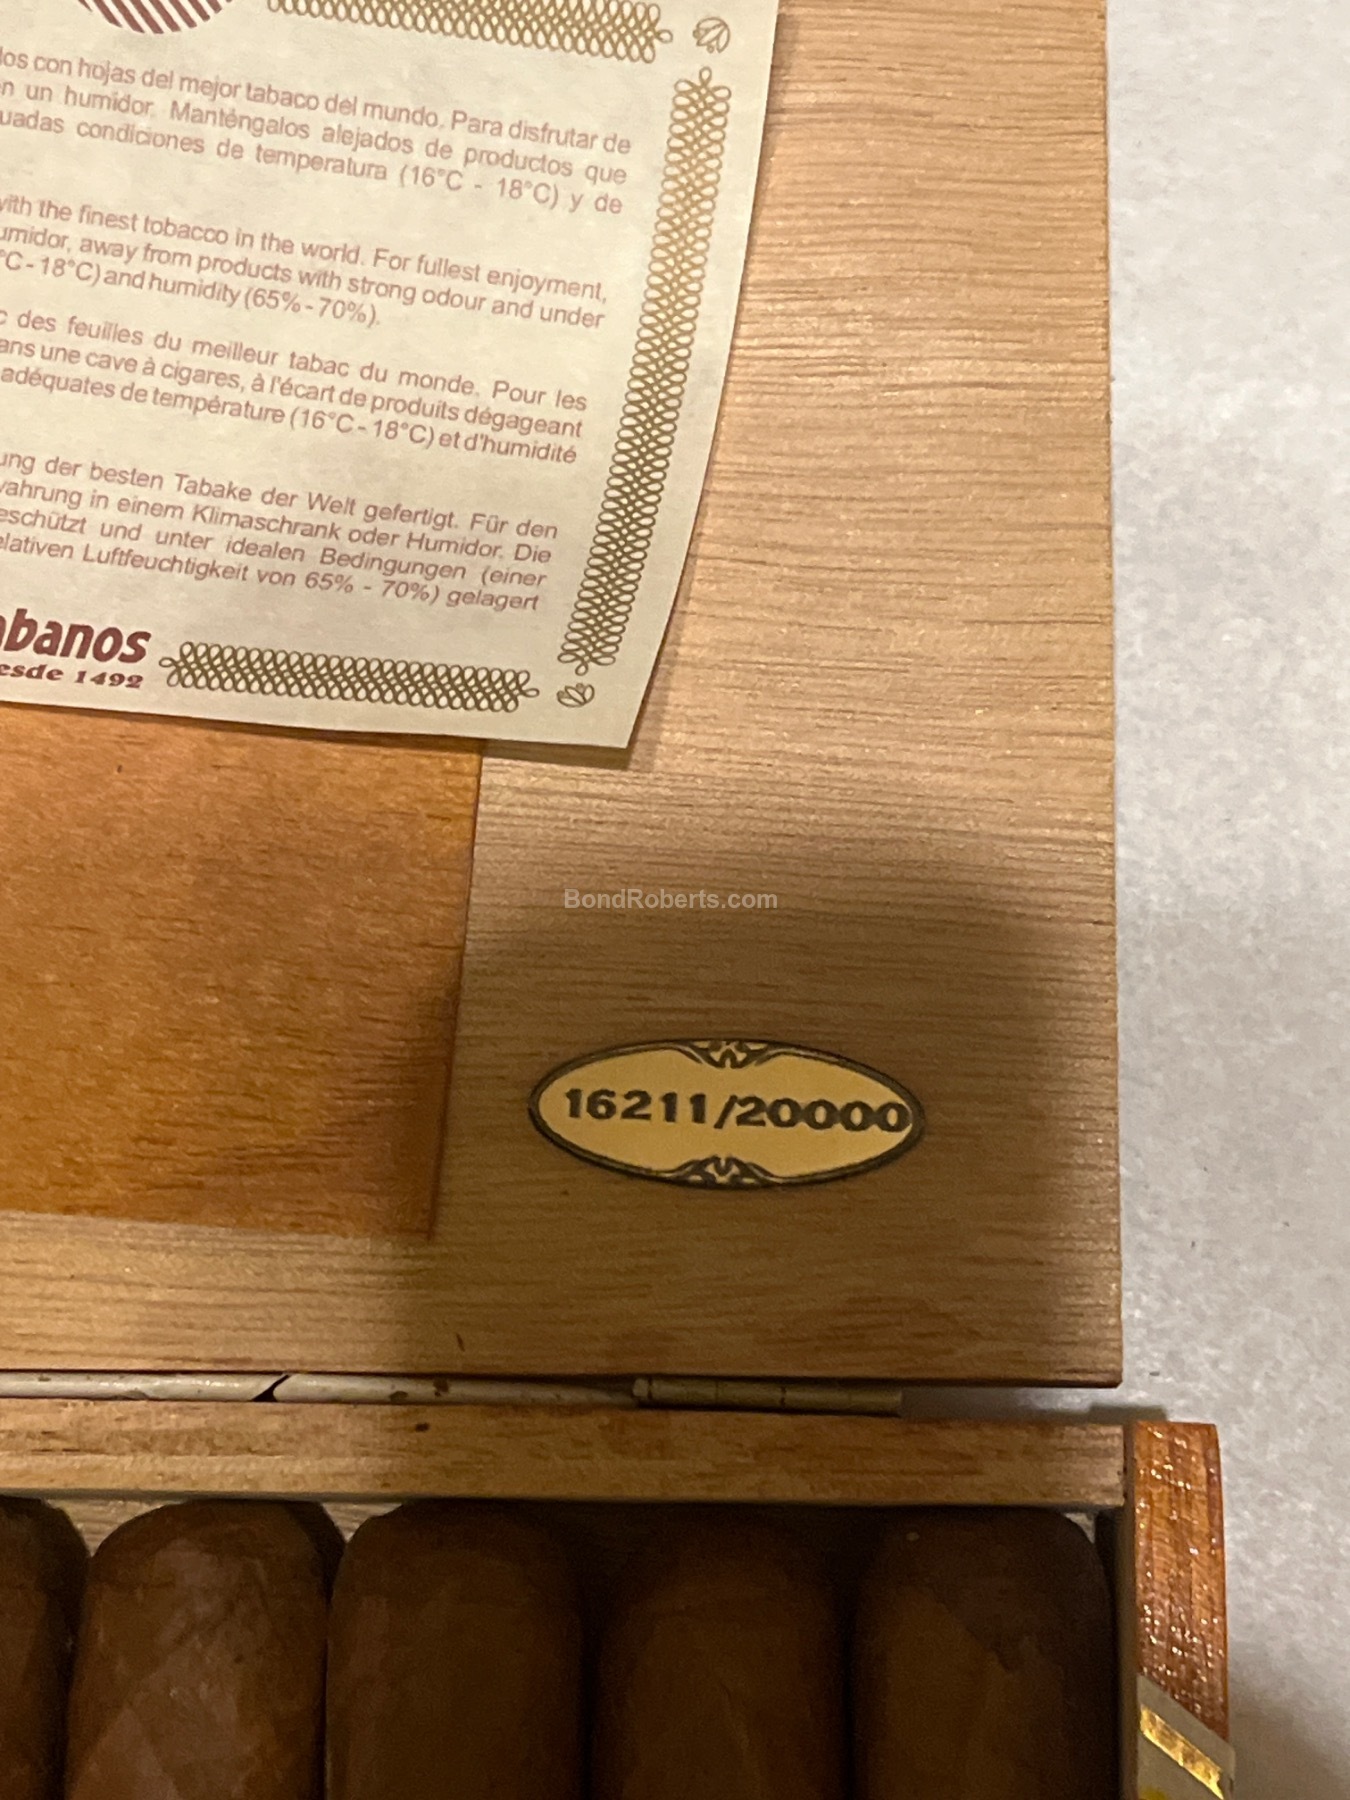 los con hojas del mejor tabaco del mundo. Para disfrutar de
un humidor. Manténgalos alejados de productos que
uadas condiciones de temperatura (16°C - 18°C) y de
with the finest tobacco in the world. For fullest enjoyment,
umidor, away from products with strong odour and under
°C - 18°C) and humidity (65% - 70%).
c des feuilles du meilleur tabac du monde. Pour les
ans une cave à cigares, à l'écart de produits dégageant
adéquates de température (16°C - 18°C) et d'humidité
ung der besten Tabake der Welt gefertigt. Für den
wahrung in einem Klimaschrank oder Humidor. Die
eschützt und unter idealen Bedingungen (einer
elativen Luftfeuchtigkeit von 65% - 70%) gelagert
abanos
esde 1492
BondRoberts.com
16211/20000